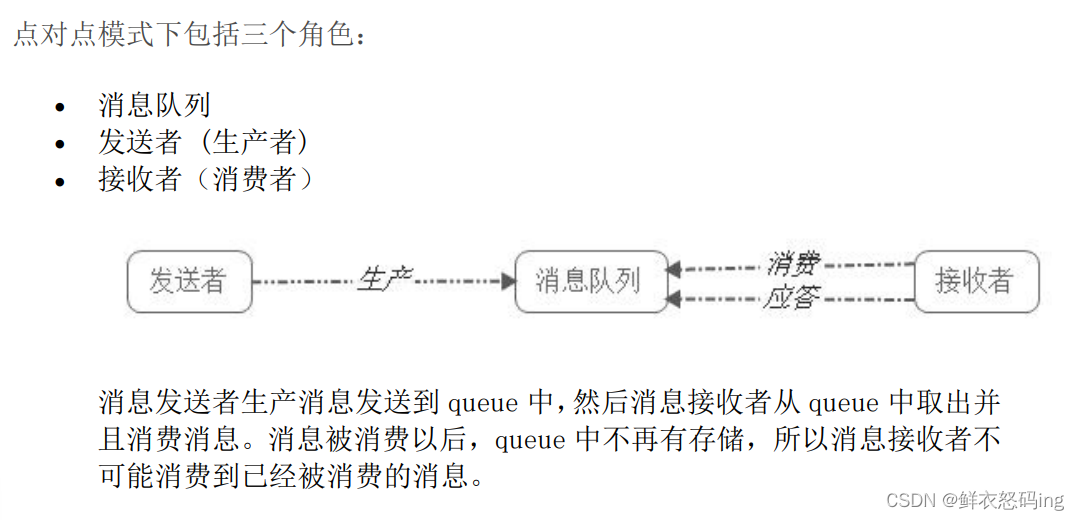 点对点模式下包括三个角色：
• 消息队列
• 发送者 (生产者)
• 接收者（消费者）
发送者 生产 消息队列 消费 接收者
应答
消息发送者生产消息发送到 queue 中，然后消息接收者从 queue 中取出并
且消费消息。消息被消费以后，queue 中不再有存储，所以消息接收者不
可能消费到已经被消费的消息。
CSDN @鲜衣怒码ing